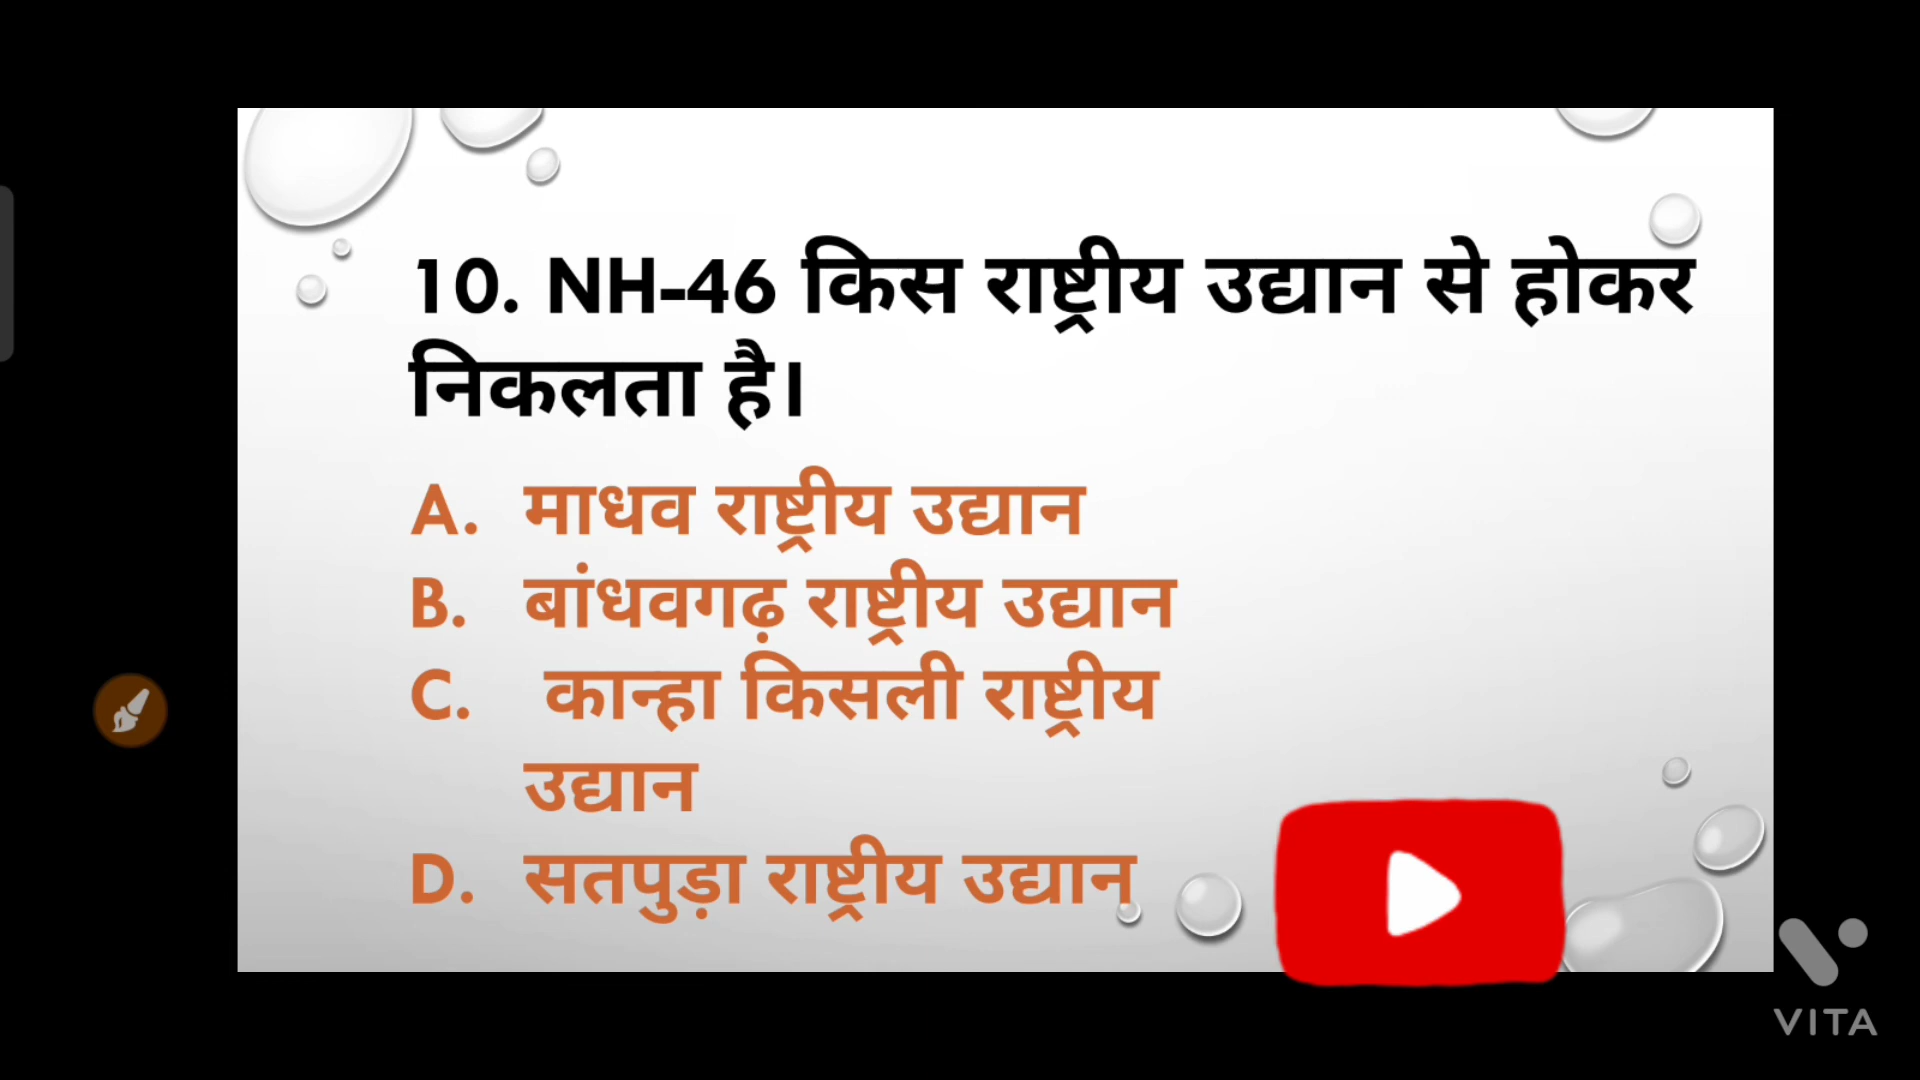 10. NH-46 किस राष्ट्रीय उद्यान से होकर
निकलता है।
A. माधव राष्ट्रीय उद्यान
B. बांधवगढ़ राष्ट्रीय उद्यान
C. कान्हा किसली राष्ट्रीय
उद्यान
D. सतपुड़ा राष्ट्रीय उद्यान
VITA